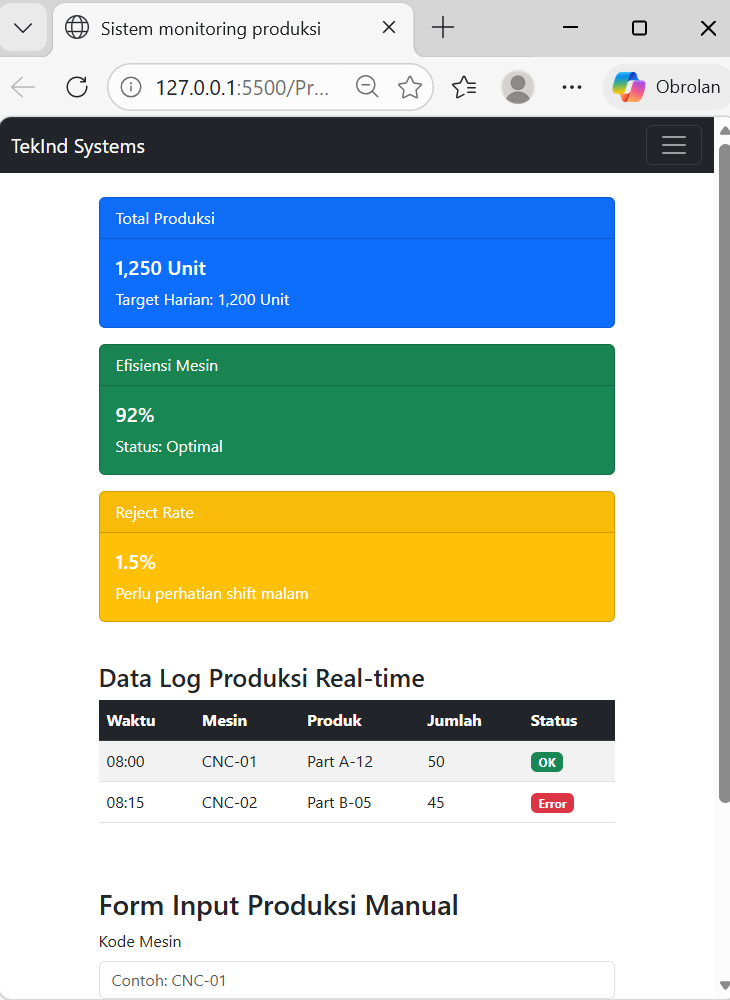 Sistem monitoring produksi
127.0.0.1:5500/Pr...
Obrolan
TekInd Systems
Total Produksi
1,250 Unit
Target Harian: 1,200 Unit
Efisiensi Mesin
92%
Status: Optimal
Reject Rate
1.5%
Perlu perhatian shift malam
Data Log Produksi Real-time
Waktu Mesin Produk Jumlah Status
08:00 CNC-01 Part A-12 50 OK
08:15 CNC-02 Part B-05 45 Error
Form Input Produksi Manual
Kode Mesin
Contoh: CNC-01